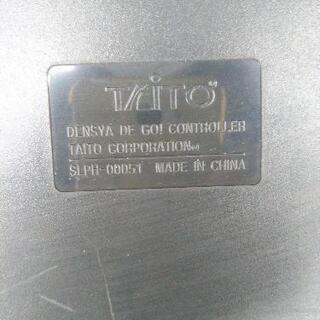 TAITO
DENSYA DE GO! CONTROLLER
TAITO CORPORATION
SLPH-00051 MADE IN CHINA